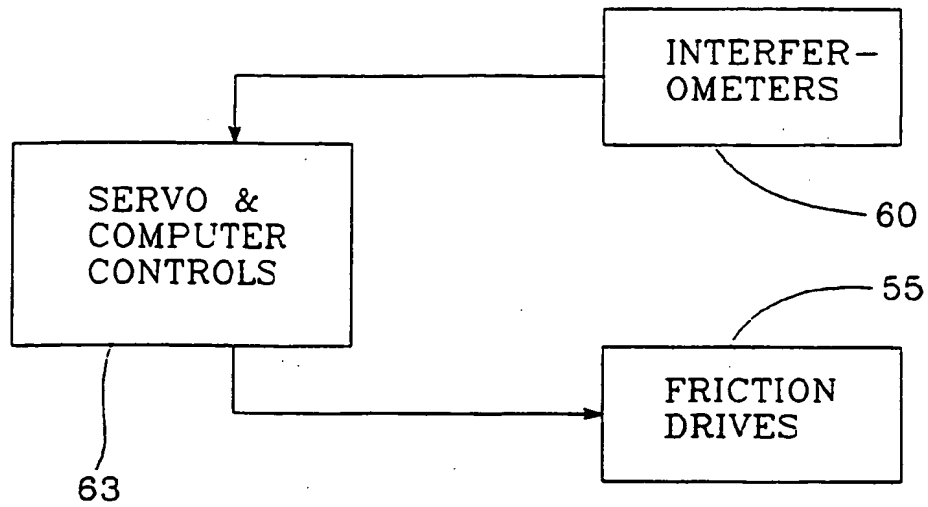 INTERFER-
OMETERS
60
SERVO &
COMPUTER
CONTROLS
63
55
FRICTION
DRIVES